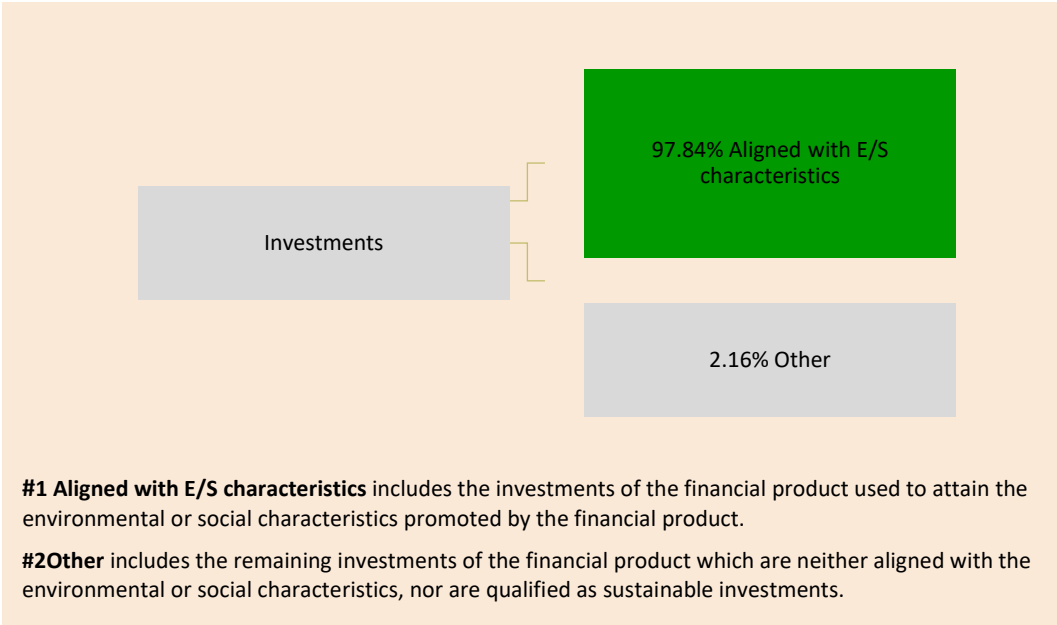 97.84% Aligned with E/S
characteristics
Investments
2.16% Other
#1 Aligned with E/S characteristics includes the investments of the financial product used to attain the
environmental or social characteristics promoted by the financial product.
#2Other includes the remaining investments of the financial product which are neither aligned with the
environmental or social characteristics, nor are qualified as sustainable investments.